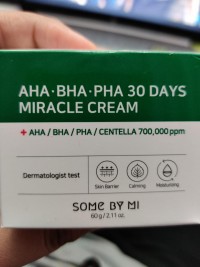 AHA·BHA·PHA 30 DAYS
MIRACLE CREAM
+ AHA / BHA / PHA / CENTELLA 700,000 ppm
Dermatologist test
Skin Barrier
Calming
Moisturizing
SOME BY MI
60g / 2.11 oz.